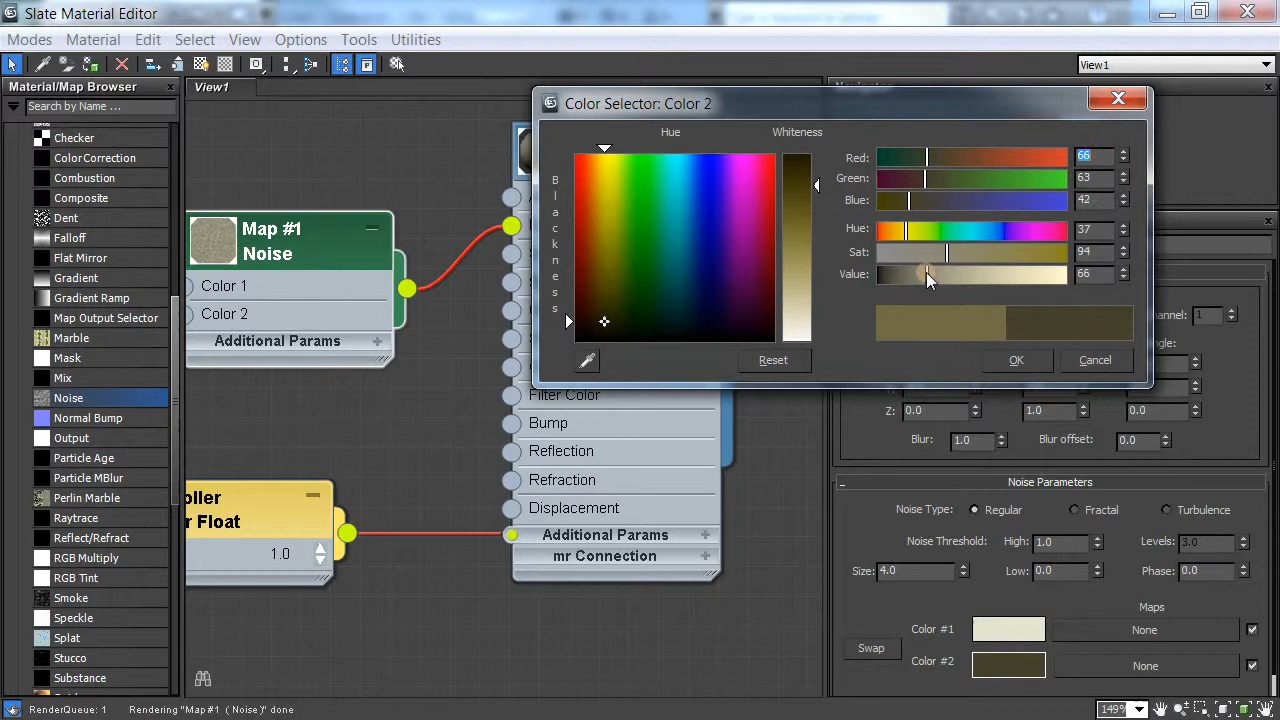 Slate Material Editor
Modes Material Edit Select View Options Tools Utilities
View1
Material/Map Browser
View1
Search by Name ...
Checker
ColorCorrection
Combustion
Composite
Dent
Falloff
Flat Mirror
Gradient
Gradient Ramp
Map Output Selector
Marble
Mask
Mix
Noise
Normal Bump
Output
Particle Age
Particle MBlur
Perlin Marble
Raytrace
Reflect/Refract
RGB Multiply
RGB Tint
Smoke
Speckle
Splat
Stucco
Substance
Map #1
Noise
Color 1
Color 2
Additional Params +
oller
r Float
1.0
Filter Color
Bump
Reflection
Refraction
Displacement
Additional Params +
mr Connection +
Color Selector: Color 2
Hue Whiteness
Blackness
Red: 66
Green: 63
Blue: 42
Hue: 37
Sat: 94
Value: 66
Reset OK Cancel
hannel: 1
ngle:
Z: 0.0 1.0 0.0
Blur: 1.0 Blur offset: 0.0
- Noise Parameters
Noise Type: Regular Fractal Turbulence
Noise Threshold: High: 1.0 Levels: 3.0
Size: 4.0 Low: 0.0 Phase: 0.0
Maps
Color #1 None
Swap
Color #2 None
RenderQueue: 1 Rendering "Map #1 ( Noise )" done
149%